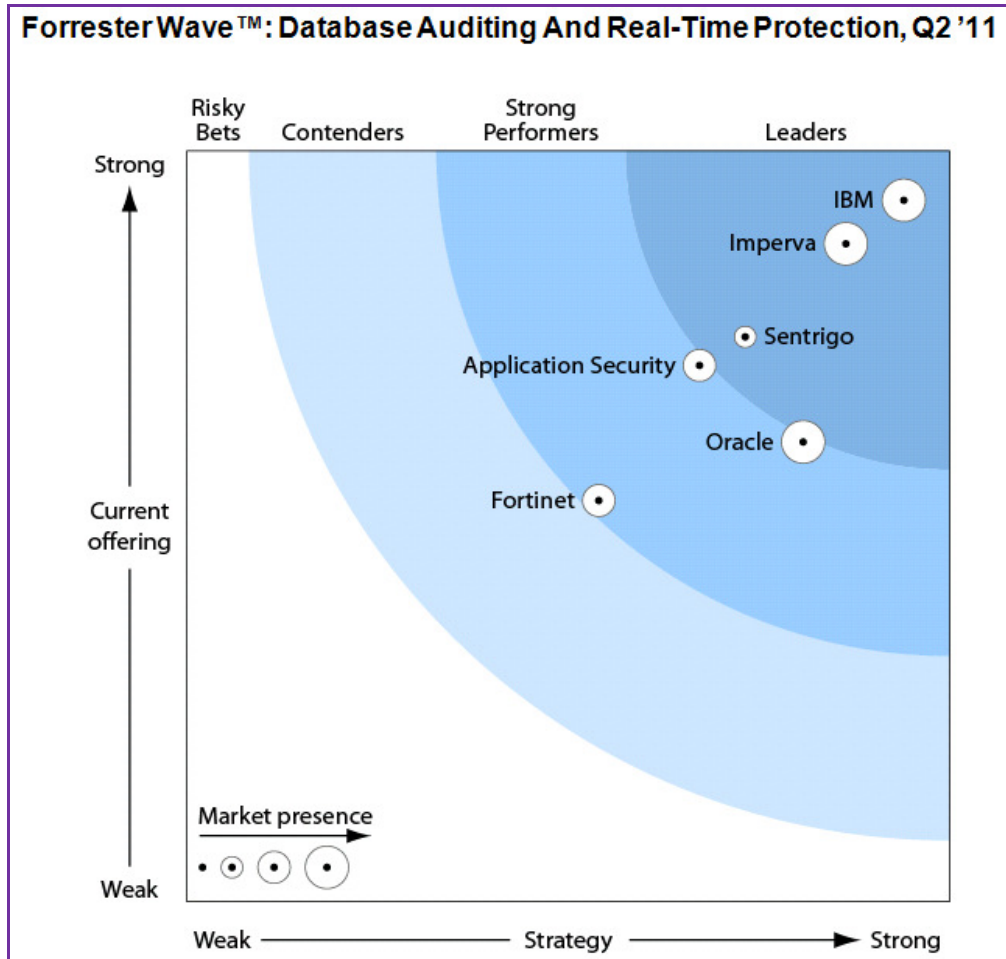 Forrester Wave™: Database Auditing And Real-Time Protection, Q2 '11
Risky
Bets
Contenders
Strong
Performers
Leaders
Strong
IBM
Imperva
Sentrigo
Application Security
Oracle
Fortinet
Current
offering
Market presence
Weak
Weak
Strategy
Strong